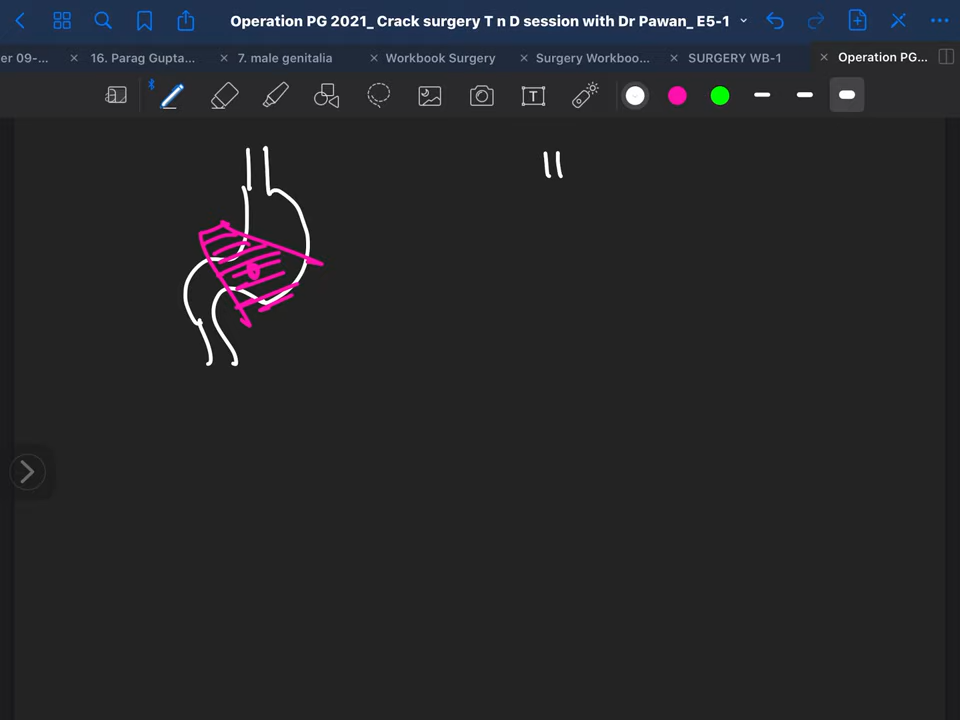 Operation PG 2021_ Crack surgery T n D session with Dr Pawan_ E5-1
er 09-... 16. Parag Gupta... 7. male genitalia Workbook Surgery Surgery Workboo... SURGERY WB-1 Operation PG...
T